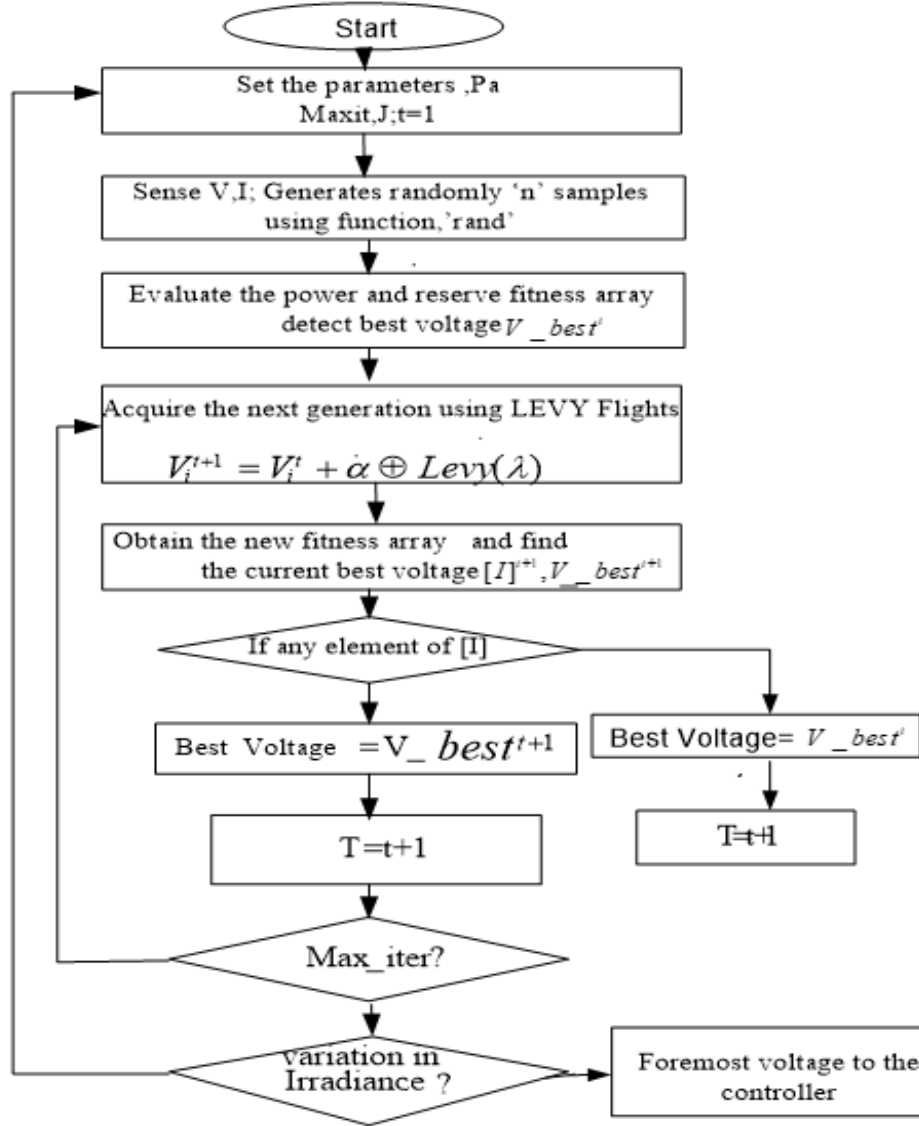 Start
Set the parameters ,Pa
Maxit,J;t=1
Sense V,I; Generates randomly ‘n’ samples
using function,’rand’
Evaluate the power and reserve fitness array
detect best voltage V _ best^t
Acquire the next generation using LEVY Flights
V_i^{t+1} = V_i^t + α ⊕ Levy(λ)
Obtain the new fitness array and find
the current best voltage [I]^{t+1}, V__best^{t+1}
If any element of [I]
Best Voltage =V_ best^{t+1}
Best Voltage= V _ best^t
T=t+1
T=t+1
Max_iter?
variation in
Irradiance ?
Foremost voltage to the
controller